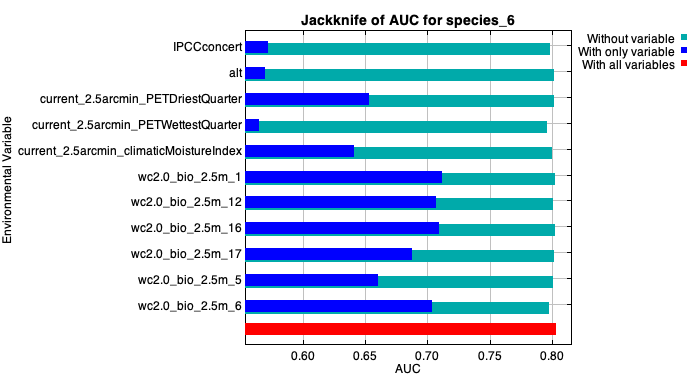 Jackknife of AUC for species_6
Without variable
With only variable
With all variables
Environmental Variable
IPCCconcert
alt
current_2.5arcmin_PETDriestQuarter
current_2.5arcmin_PETWettestQuarter
current_2.5arcmin_climaticMoistureIndex
wc2.0_bio_2.5m_1
wc2.0_bio_2.5m_12
wc2.0_bio_2.5m_16
wc2.0_bio_2.5m_17
wc2.0_bio_2.5m_5
wc2.0_bio_2.5m_6
0.60 0.65 0.70 0.75 0.80
AUC